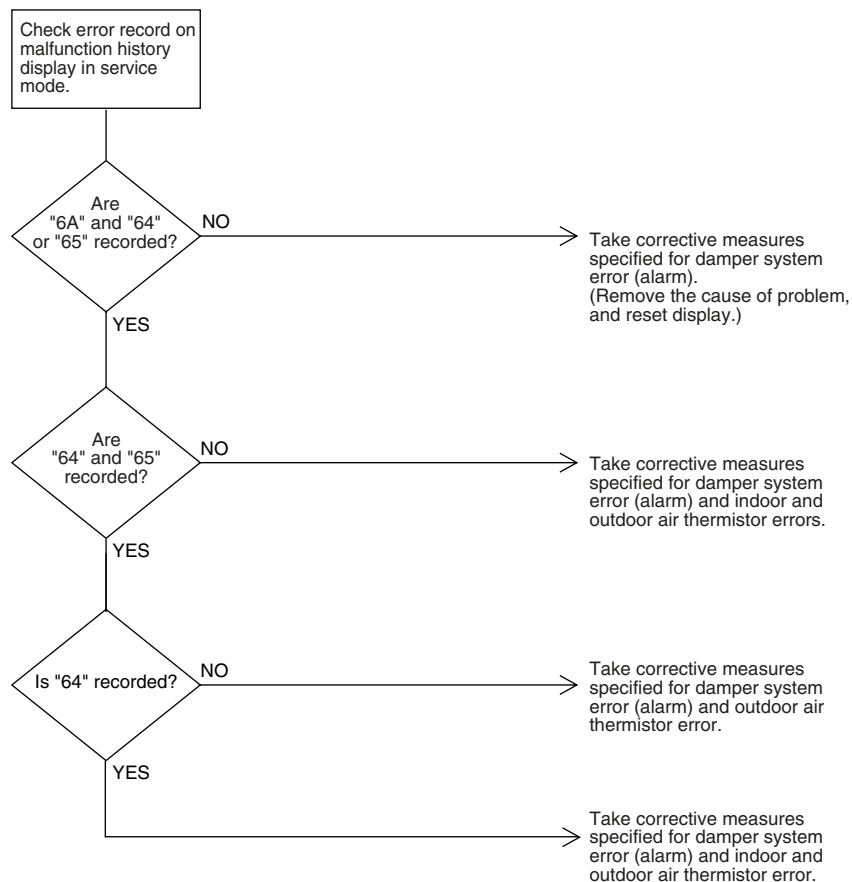 Check error record on
malfunction history
display in service
mode.
Are
"6A" and "64"
or "65" recorded?
NO
Take corrective measures
specified for damper system
error (alarm).
(Remove the cause of problem,
and reset display.)
YES
Are
"64" and "65"
recorded?
NO
Take corrective measures
specified for damper system
error (alarm) and indoor and
outdoor air thermistor errors.
YES
Is "64" recorded?
NO
Take corrective measures
specified for damper system
error (alarm) and outdoor air
thermistor error.
YES
Take corrective measures
specified for damper system
error (alarm) and indoor and
outdoor air thermistor error.